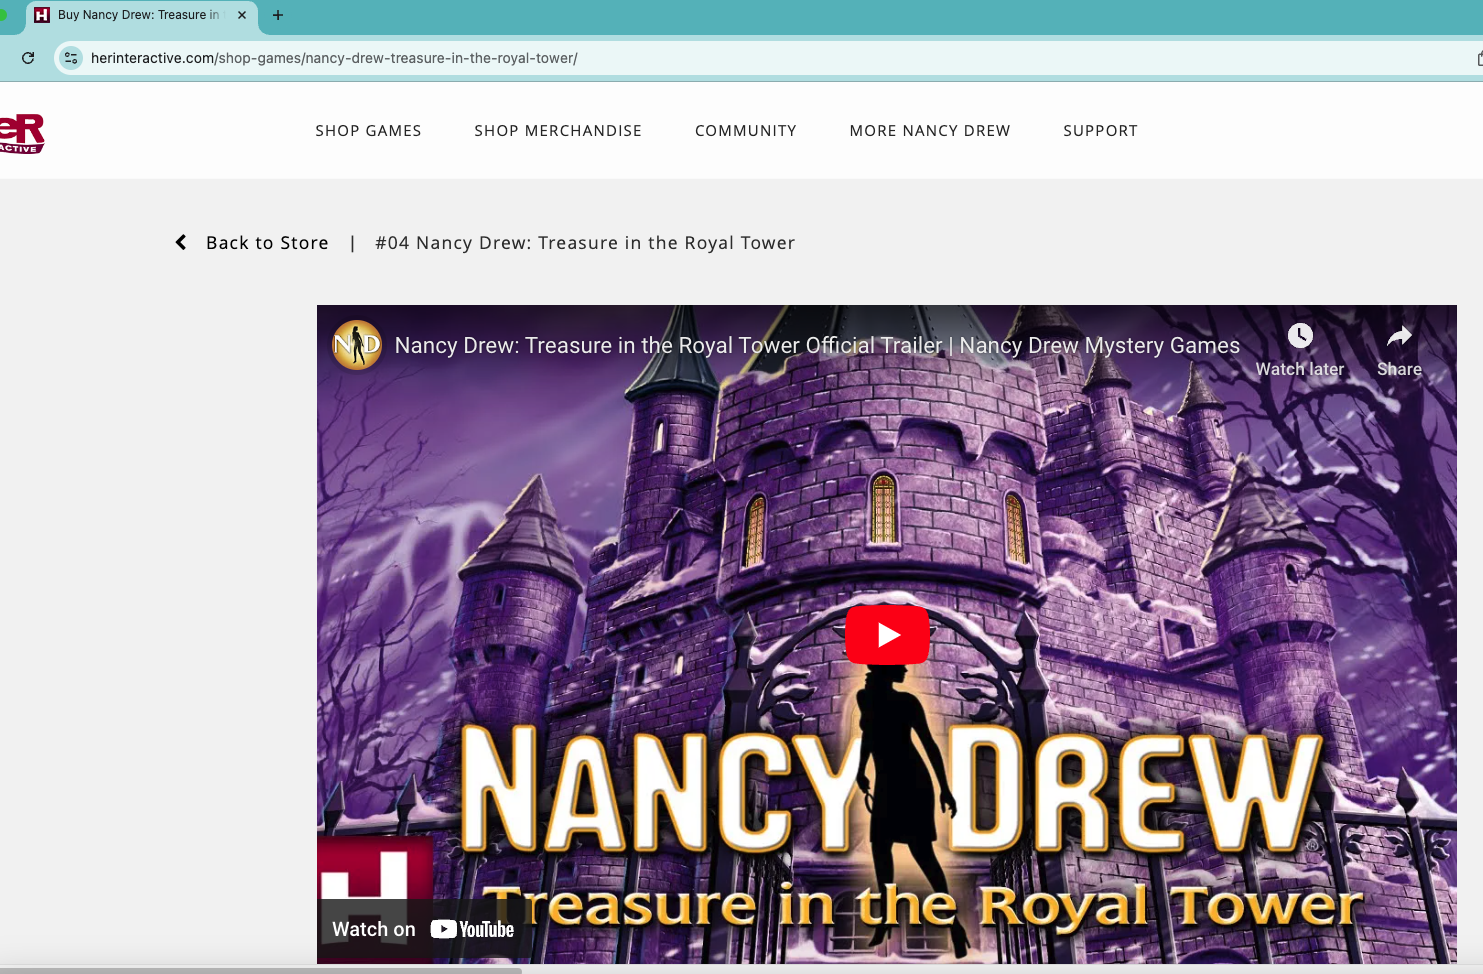 Buy Nancy Drew: Treasure in
herinteractive.com/shop-games/nancy-drew-treasure-in-the-royal-tower/
eR
ACTIVE
SHOP GAMES SHOP MERCHANDISE COMMUNITY MORE NANCY DREW SUPPORT
Back to Store | #04 Nancy Drew: Treasure in the Royal Tower
ND
Nancy Drew: Treasure in the Royal Tower Official Trailer | Nancy Drew Mystery Games
Watch later Share
NANCY DREW®
Treasure in the Royal Tower
H
Watch on YouTube